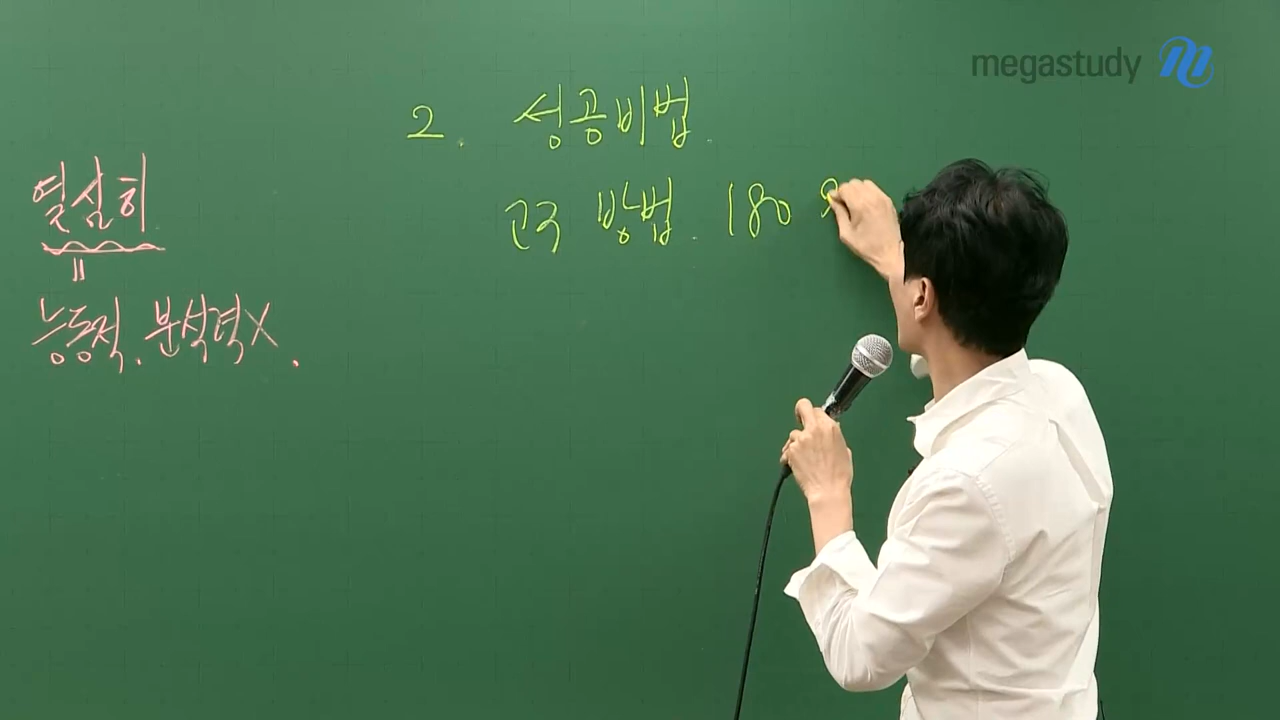 megastudy
2. 성공비법.
고3 방법. 180
열심히
=
능동적. 분석력X.